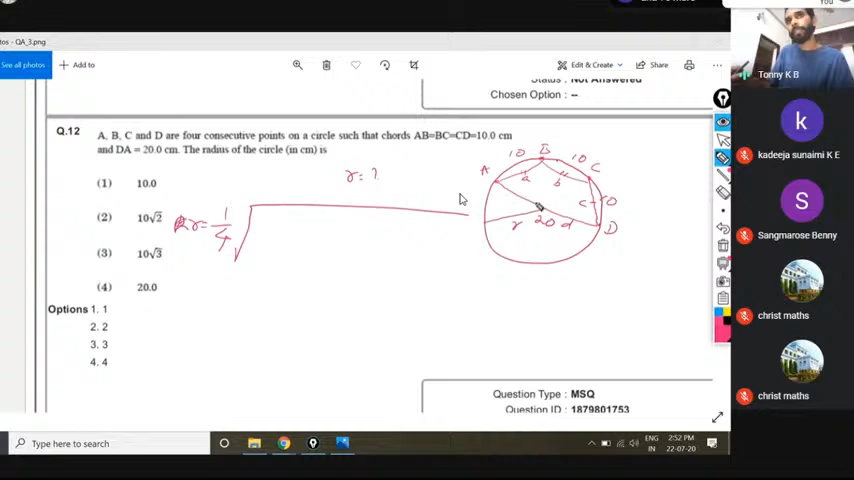 You
otos - QA_3.png
See all photos
Add to
Edit & Create
Share
Status : Not Answered
Chosen Option : --
Tonny K B
Q.12
A, B, C and D are four consecutive points on a circle such that chords AB=BC=CD=10.0 cm
and DA = 20.0 cm. The radius of the circle (in cm) is
r = ?
(1) 10.0
(2) 10√2
(3) 10√3
(4) 20.0
r = 1/4 √
A
10
B
10
C
a
b
c - 10
r
20
d
D
Options 1. 1
2. 2
3. 3
4. 4
k
kadeeja sunaimi K E
S
Sangmarose Benny
christ maths
christ maths
Question Type : MSQ
Question ID : 1879801753
Type here to search
ENG
IN
2:52 PM
22-07-20